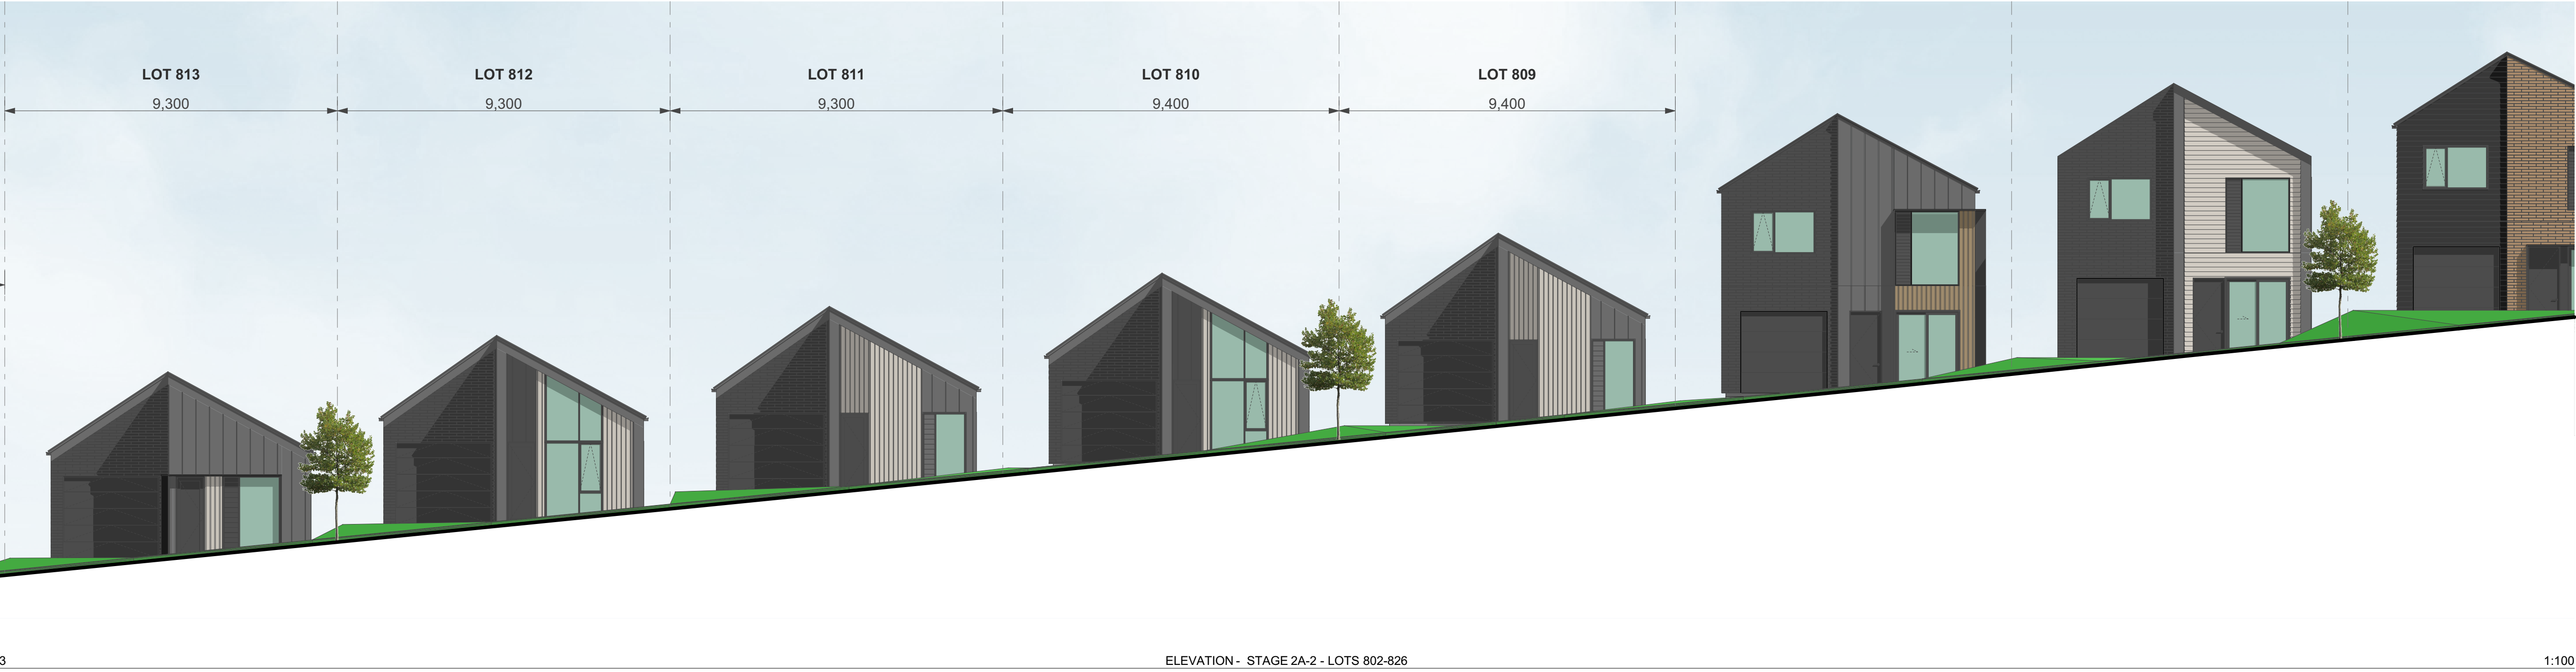 LOT 813 LOT 812 LOT 811 LOT 810 LOT 809
9,300 9,300 9,300 9,400 9,400
3 ELEVATION - STAGE 2A-2 - LOTS 802-826 1:100